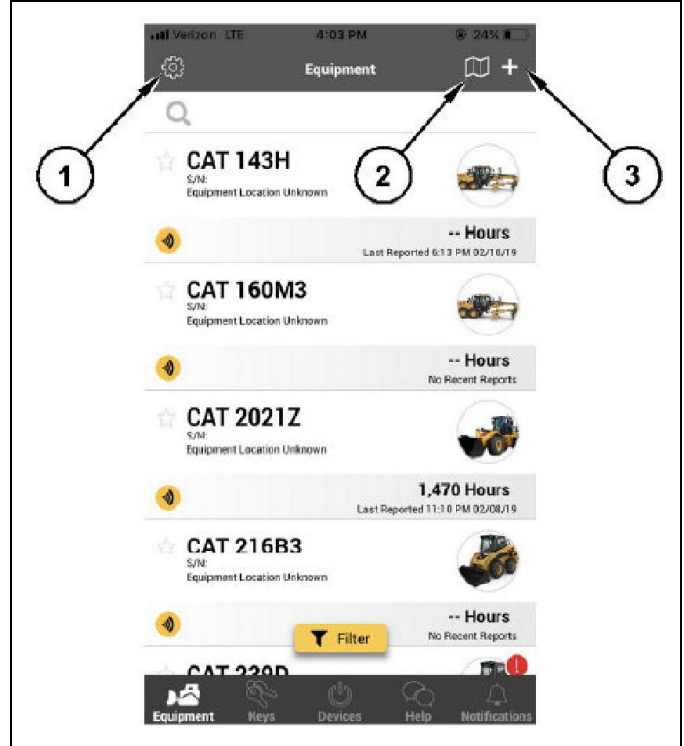 Verizon LTE 4:03 PM 24%
Equipment
1
2
3
CAT 143H
S/N:
Equipment Location Unknown
-- Hours
Last Reported 6:13 PM 02/10/19
CAT 160M3
S/N:
Equipment Location Unknown
-- Hours
No Recent Reports
CAT 2021Z
S/N:
Equipment Location Unknown
1,470 Hours
Last Reported 11:10 PM 02/08/19
CAT 216B3
S/N:
Equipment Location Unknown
-- Hours
Filter
No Recent Reports
CAT 239D
Equipment Keys Devices Help Notifications